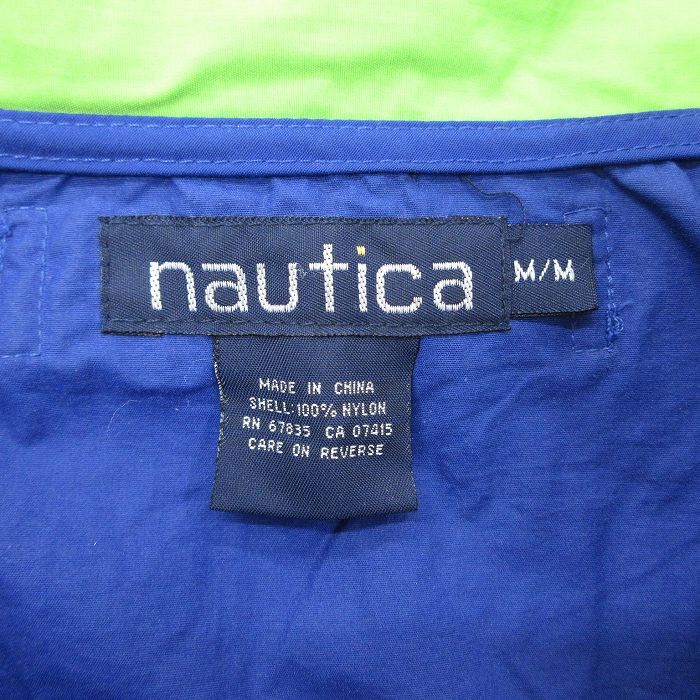 nautica
M/M
MADE IN CHINA
SHELL: 100% NYLON
RN 67835 CA 07415
CARE ON REVERSE